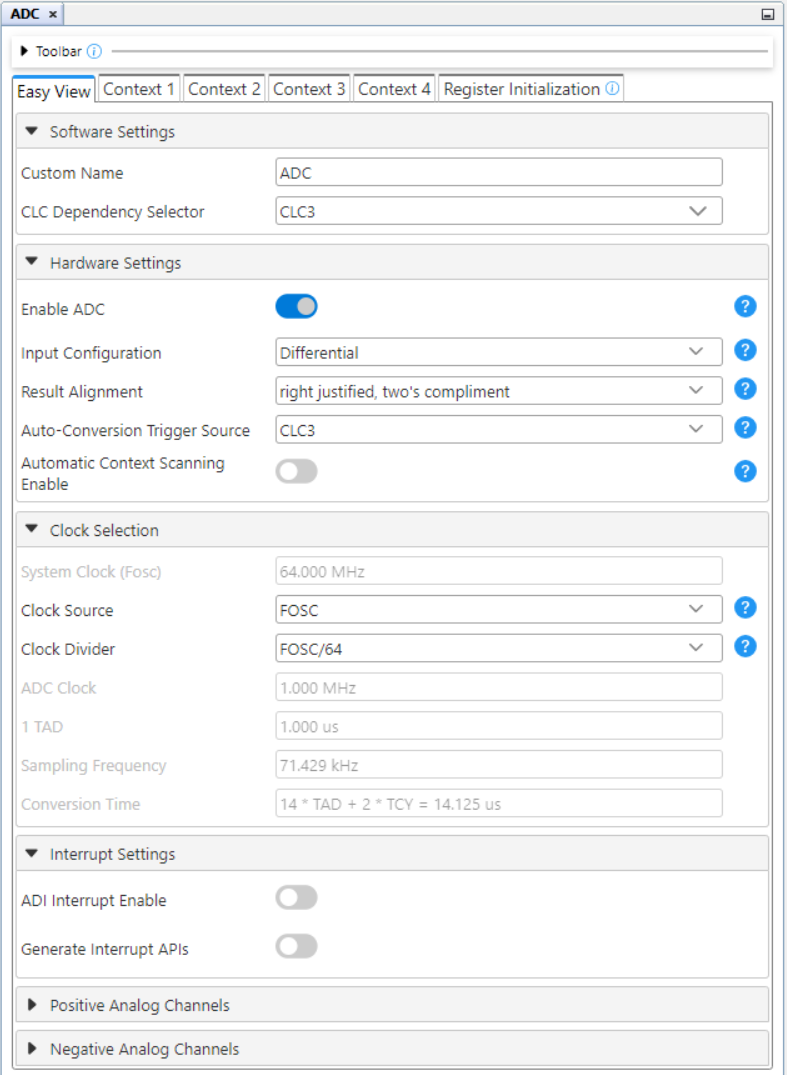 ADC ×
Toolbar
Easy View Context 1 Context 2 Context 3 Context 4 Register Initialization
Software Settings
Custom Name ADC
CLC Dependency Selector CLC3
Hardware Settings
Enable ADC ?
Input Configuration Differential ?
Result Alignment right justified, two's compliment ?
Auto-Conversion Trigger Source CLC3 ?
Automatic Context Scanning
Enable ?
Clock Selection
System Clock (Fosc) 64.000 MHz
Clock Source FOSC ?
Clock Divider FOSC/64 ?
ADC Clock 1.000 MHz
1 TAD 1.000 us
Sampling Frequency 71.429 kHz
Conversion Time 14 * TAD + 2 * TCY = 14.125 us
Interrupt Settings
ADI Interrupt Enable
Generate Interrupt APIs
Positive Analog Channels
Negative Analog Channels